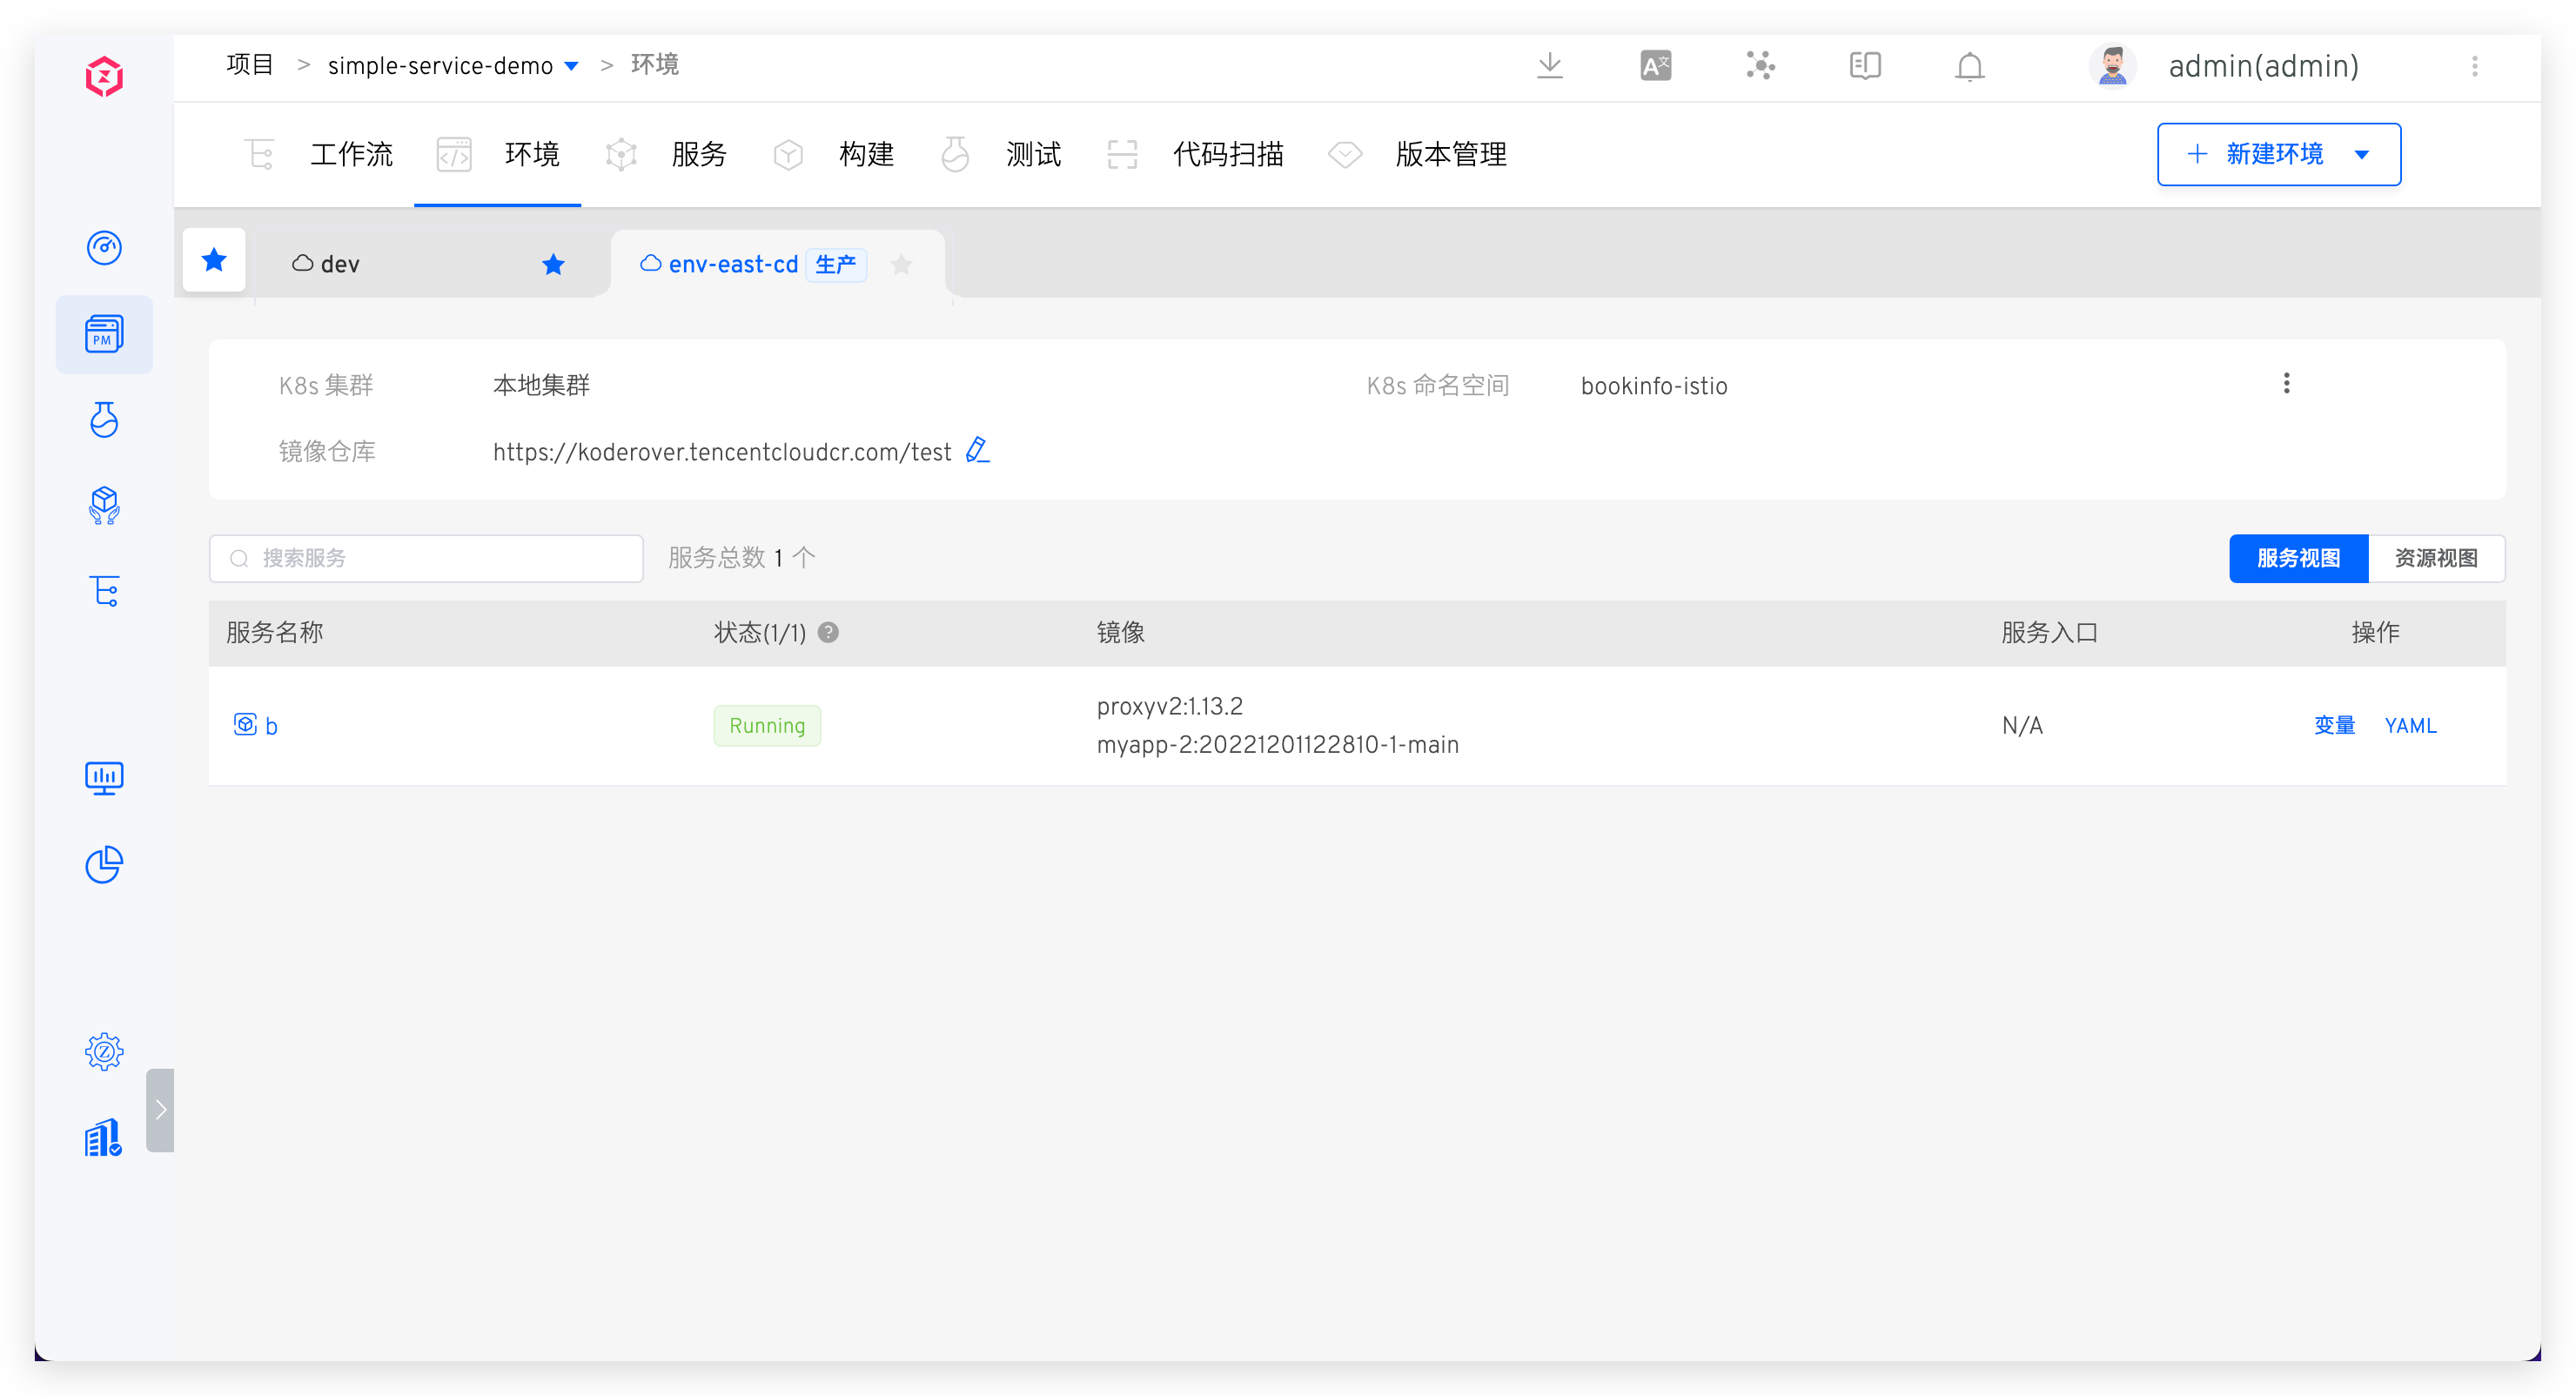 项目 > simple-service-demo > 环境
admin(admin)
工作流 环境 服务 构建 测试 代码扫描 版本管理
+ 新建环境
dev
env-east-cd 生产
K8s 集群 本地集群 K8s 命名空间 bookinfo-istio
镜像仓库 https://koderover.tencentcloudcr.com/test
搜索服务 服务总数 1 个 服务视图 资源视图
服务名称 状态(1/1) 镜像 服务入口 操作
b Running proxyv2:1.13.2 N/A 变量 YAML
myapp-2:20221201122810-1-main
PM